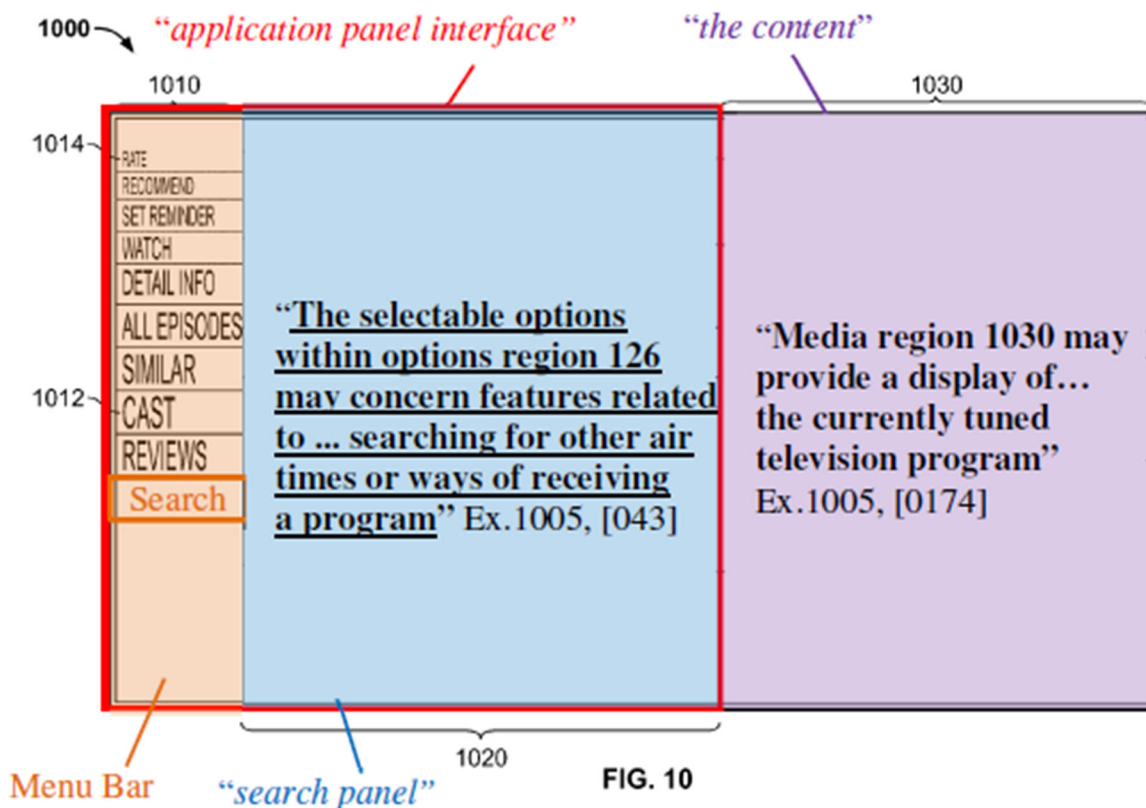 1000
“application panel interface”
“the content”
1010
1030
1014
RATE
RECOMMEND
SET REMINDER
WATCH
DETAIL INFO
ALL EPISODES
SIMILAR
1012
CAST
REVIEWS
Search
“The selectable options
within options region 126
may concern features related
to ... searching for other air
times or ways of receiving
a program” Ex.1005, [043]
“Media region 1030 may
provide a display of…
the currently tuned
television program”
Ex.1005, [0174]
1020
Menu Bar
“search panel”
FIG. 10